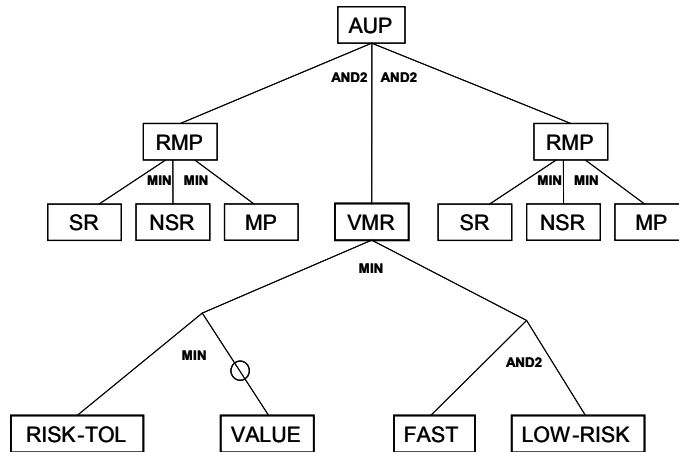 AUP
AND2 AND2
RMP RMP
MIN MIN MIN MIN
SR NSR MP VMR SR NSR MP
MIN
MIN AND2
RISK-TOL VALUE FAST LOW-RISK